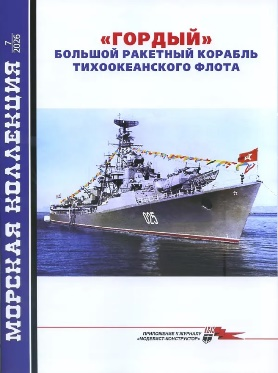 «ГОРДЫЙ»
БОЛЬШОЙ РАКЕТНЫЙ КОРАБЛЬ
ТИХООКЕАНСКОГО ФЛОТА
МОРСКАЯ КОЛЛЕКЦИЯ
7
2026
025
ПРИЛОЖЕНИЕ К ЖУРНАЛУ
«МОДЕЛИСТ-КОНСТРУКТОР»